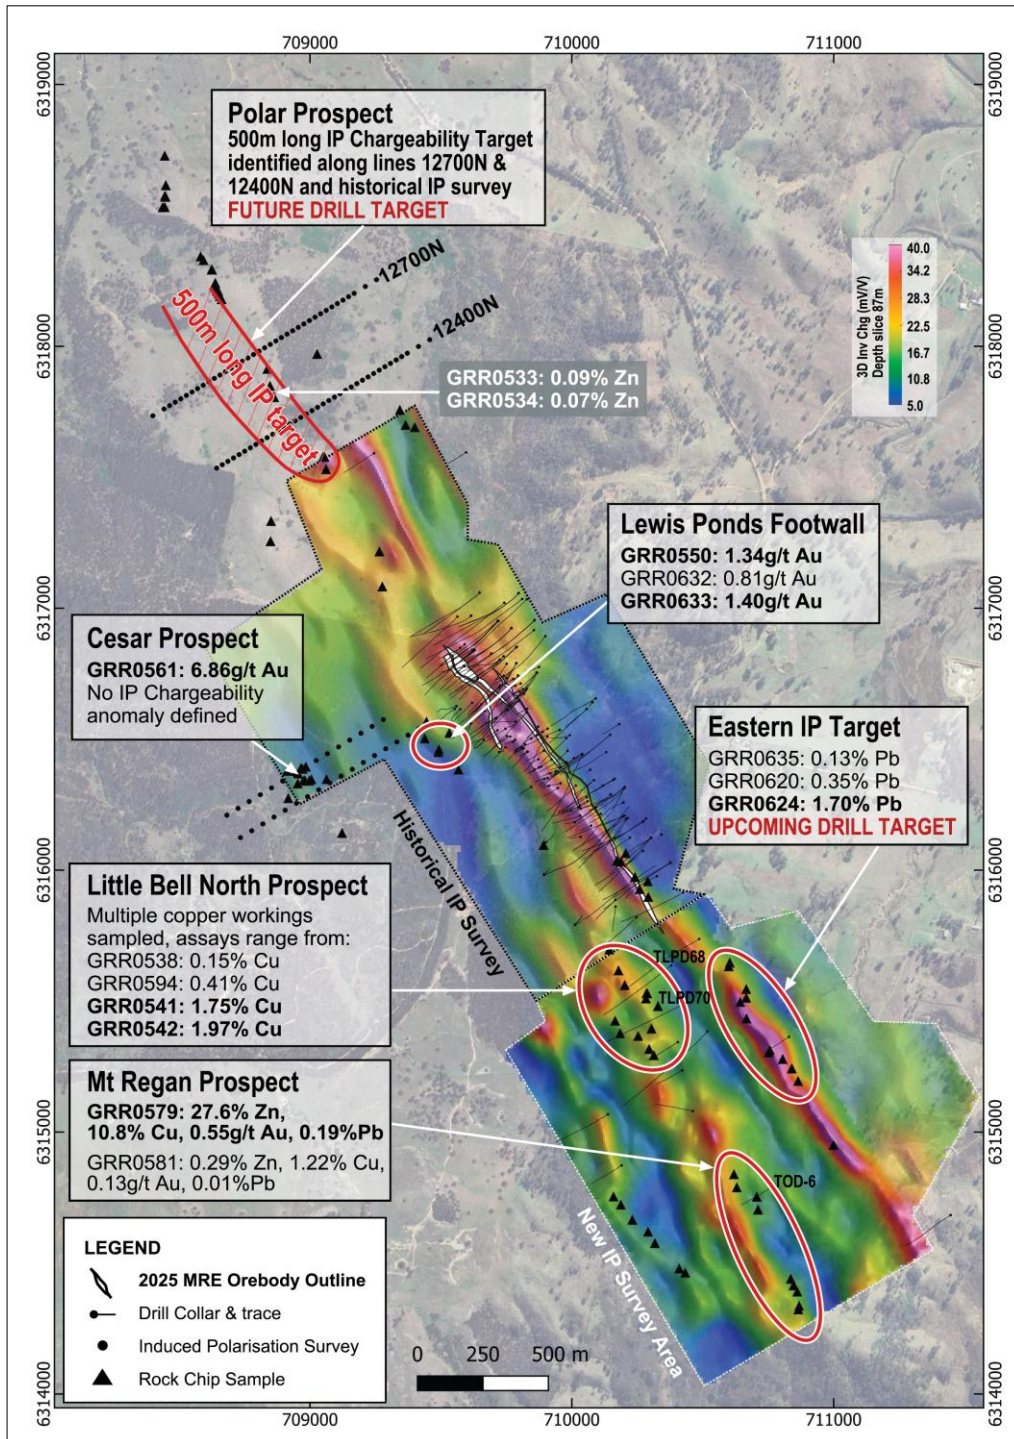 709000
710000
711000
6319000
6319000
Polar Prospect
500m long IP Chargeability Target
identified along lines 12700N &
12400N and historical IP survey
FUTURE DRILL TARGET
12700N
12400N
500m long IP target
40.0
34.2
28.3
22.5
16.7
10.8
5.0
3D Inv Chg (mV/V)
Depth slice 87m
6318000
6318000
GRR0533: 0.09% Zn
GRR0534: 0.07% Zn
Lewis Ponds Footwall
GRR0550: 1.34g/t Au
GRR0632: 0.81g/t Au
GRR0633: 1.40g/t Au
6317000
6317000
Cesar Prospect
GRR0561: 6.86g/t Au
No IP Chargeability
anomaly defined
Eastern IP Target
GRR0635: 0.13% Pb
GRR0620: 0.35% Pb
GRR0624: 1.70% Pb
UPCOMING DRILL TARGET
Historical IP Survey
6316000
6316000
Little Bell North Prospect
Multiple copper workings
sampled, assays range from:
GRR0538: 0.15% Cu
GRR0594: 0.41% Cu
GRR0541: 1.75% Cu
GRR0542: 1.97% Cu
TLPD68
TLPD70
Mt Regan Prospect
GRR0579: 27.6% Zn,
10.8% Cu, 0.55g/t Au, 0.19%Pb
GRR0581: 0.29% Zn, 1.22% Cu,
0.13g/t Au, 0.01%Pb
6315000
6315000
TOD-6
New IP Survey Area
LEGEND
2025 MRE Orebody Outline
Drill Collar & trace
Induced Polarisation Survey
Rock Chip Sample
0 250 500 m
6314000
6314000
709000
710000
711000